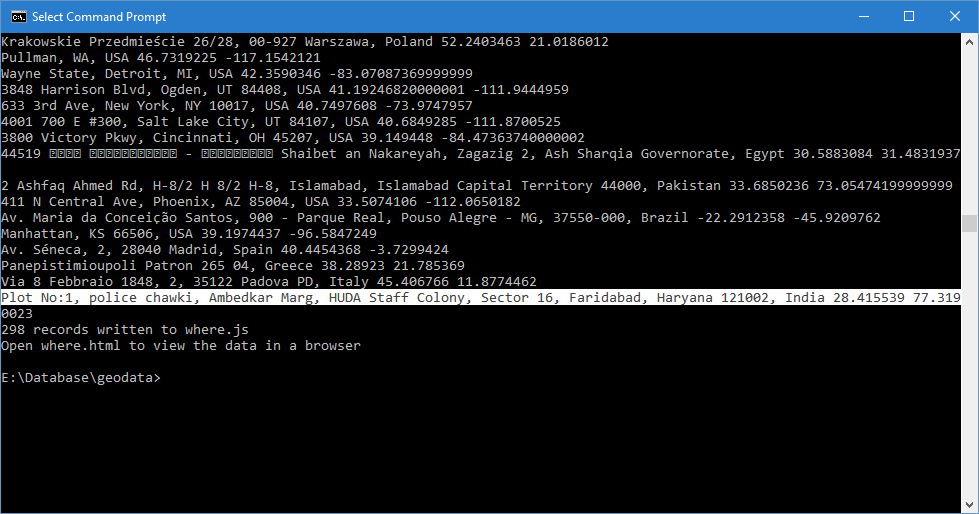 Select Command Prompt
Krakowskie Przedmieście 26/28, 00-927 Warszawa, Poland 52.2403463 21.0186012
Pullman, WA, USA 46.7319225 -117.1542121
Wayne State, Detroit, MI, USA 42.3590346 -83.07087369999999
3848 Harrison Blvd, Ogden, UT 84408, USA 41.19246820000001 -111.9444959
633 3rd Ave, New York, NY 10017, USA 40.7497608 -73.9747957
4001 700 E #300, Salt Lake City, UT 84107, USA 40.6849285 -111.8700525
3800 Victory Pkwy, Cincinnati, OH 45207, USA 39.149448 -84.47363740000002
44519 - Shaibet an Nakareyah, Zagazig 2, Ash Sharqia Governorate, Egypt 30.5883084 31.4831937
2 Ashfaq Ahmed Rd, H-8/2 H 8/2 H-8, Islamabad, Islamabad Capital Territory 44000, Pakistan 33.6850236 73.05474199999999
411 N Central Ave, Phoenix, AZ 85004, USA 33.5074106 -112.0650182
Av. Maria da Conceição Santos, 900 - Parque Real, Pouso Alegre - MG, 37550-000, Brazil -22.2912358 -45.9209762
Manhattan, KS 66506, USA 39.1974437 -96.5847249
Av. Séneca, 2, 28040 Madrid, Spain 40.4454368 -3.7299424
Panepistimioupoli Patron 265 04, Greece 38.28923 21.785369
Via 8 Febbraio 1848, 2, 35122 Padova PD, Italy 45.406766 11.8774462
Plot No:1, police chawki, Ambedkar Marg, HUDA Staff Colony, Sector 16, Faridabad, Haryana 121002, India 28.415539 77.319
0023
298 records written to where.js
Open where.html to view the data in a browser
E:\Database\geodata>